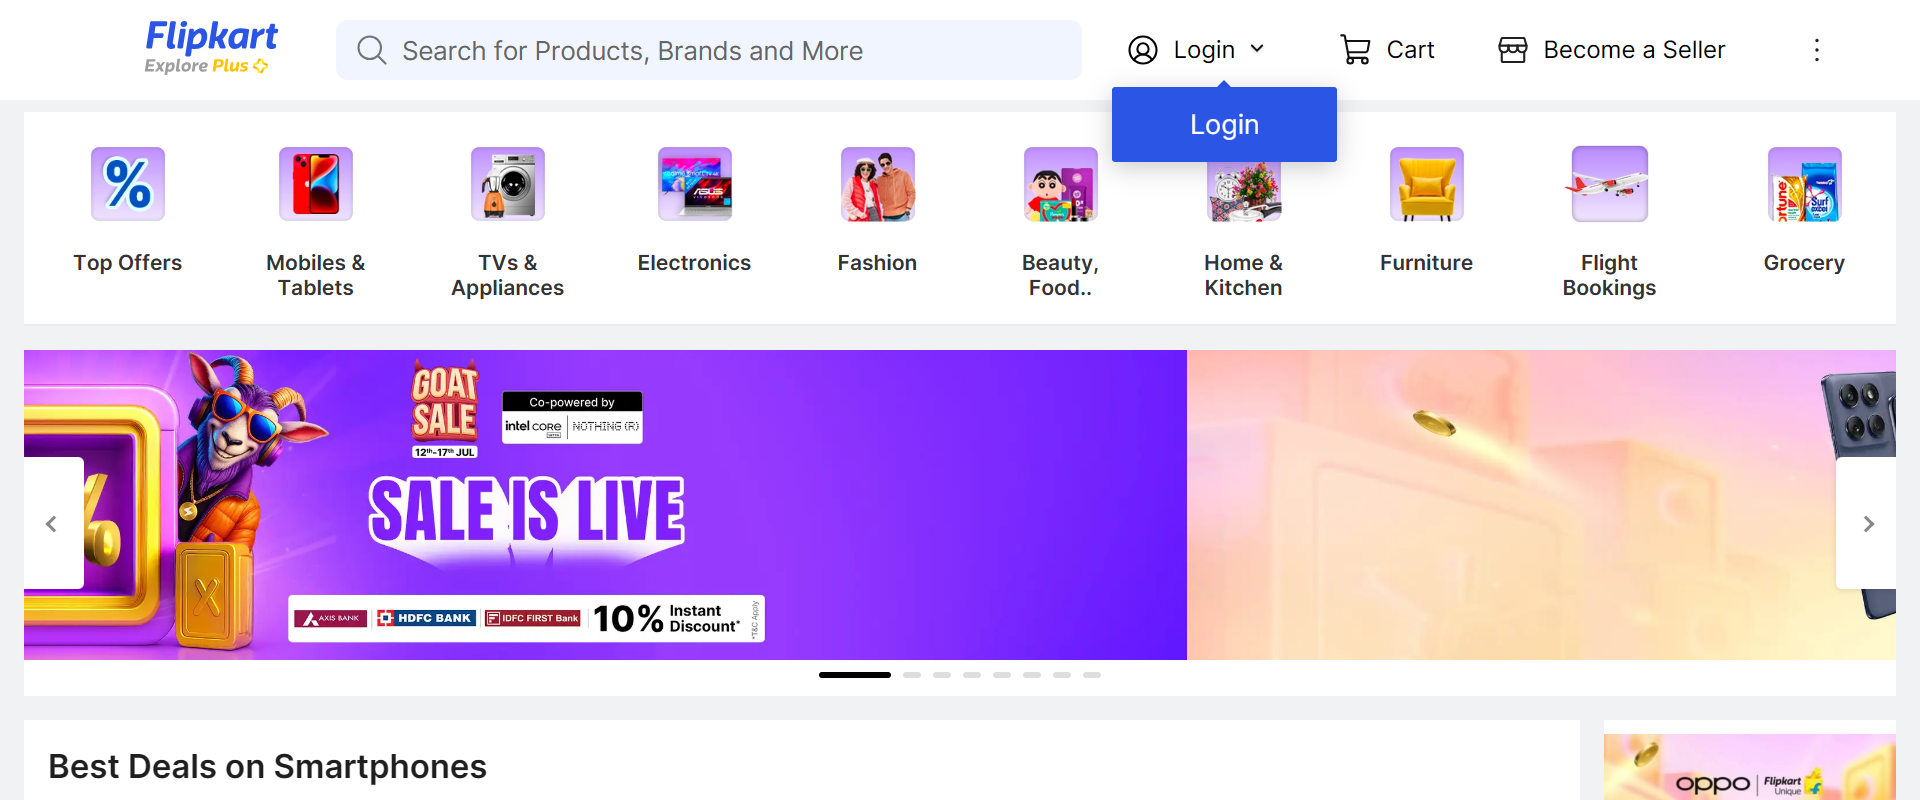 Flipkart
Explore Plus
Search for Products, Brands and More
Login
Cart
Become a Seller
Login
Top Offers
Mobiles &
Tablets
TVs &
Appliances
Electronics
Fashion
Beauty,
Food..
Home &
Kitchen
Furniture
Flight
Bookings
Grocery
GOAT
SALE
12th-17th JUL
Co-powered by
intel core
NOTHING (R)
SALE IS LIVE
AXIS BANK
HDFC BANK
IDFC FIRST Bank
10% Instant
Discount*
*T&C Apply
Best Deals on Smartphones
oppo
Flipkart
Unique
ASUS
Surf
excel